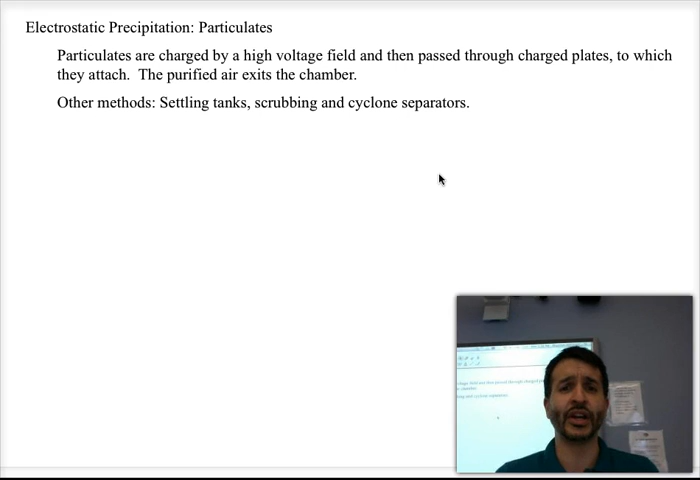 Electrostatic Precipitation: Particulates
Particulates are charged by a high voltage field and then passed through charged plates, to which
they attach.  The purified air exits the chamber.
Other methods: Settling tanks, scrubbing and cyclone separators.